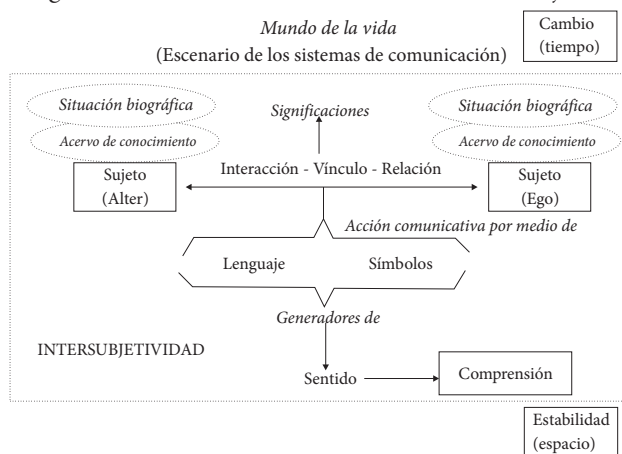 Mundo de la vida
(Escenario de los sistemas de comunicación)
Cambio
(tiempo)
Situación biográfica
Acervo de conocimiento
Significaciones
Situación biográfica
Acervo de conocimiento
Sujeto
(Alter)
Interacción - Vínculo - Relación
Sujeto
(Ego)
Acción comunicativa por medio de
Lenguaje
Símbolos
Generadores de
INTERSUBJETIVIDAD
Sentido
Comprensión
Estabilidad
(espacio)